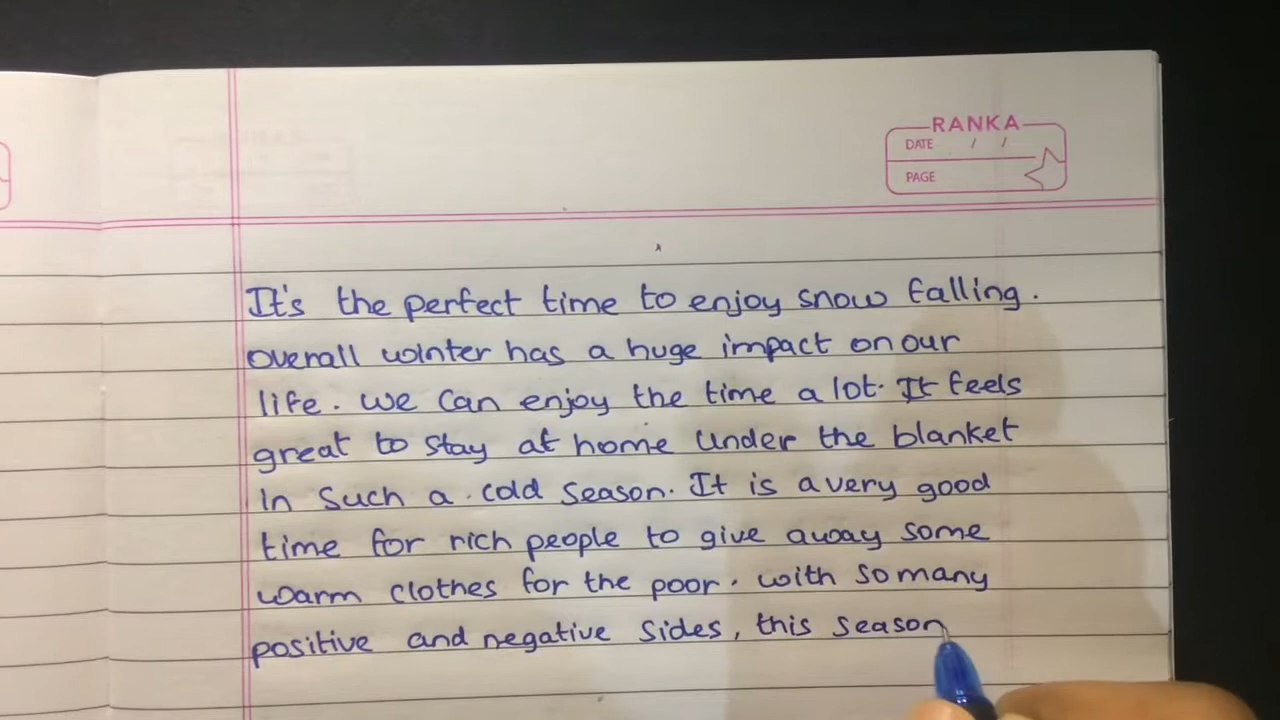 RANKA
DATE / /
PAGE
It's the perfect time to enjoy snow falling.
overall winter has a huge impact on our
life. We can enjoy the time a lot. It feels
great to stay at home under the blanket
in such a cold season. It is a very good
time for rich people to give away some
warm clothes for the poor. with so many
positive and negative sides, this season